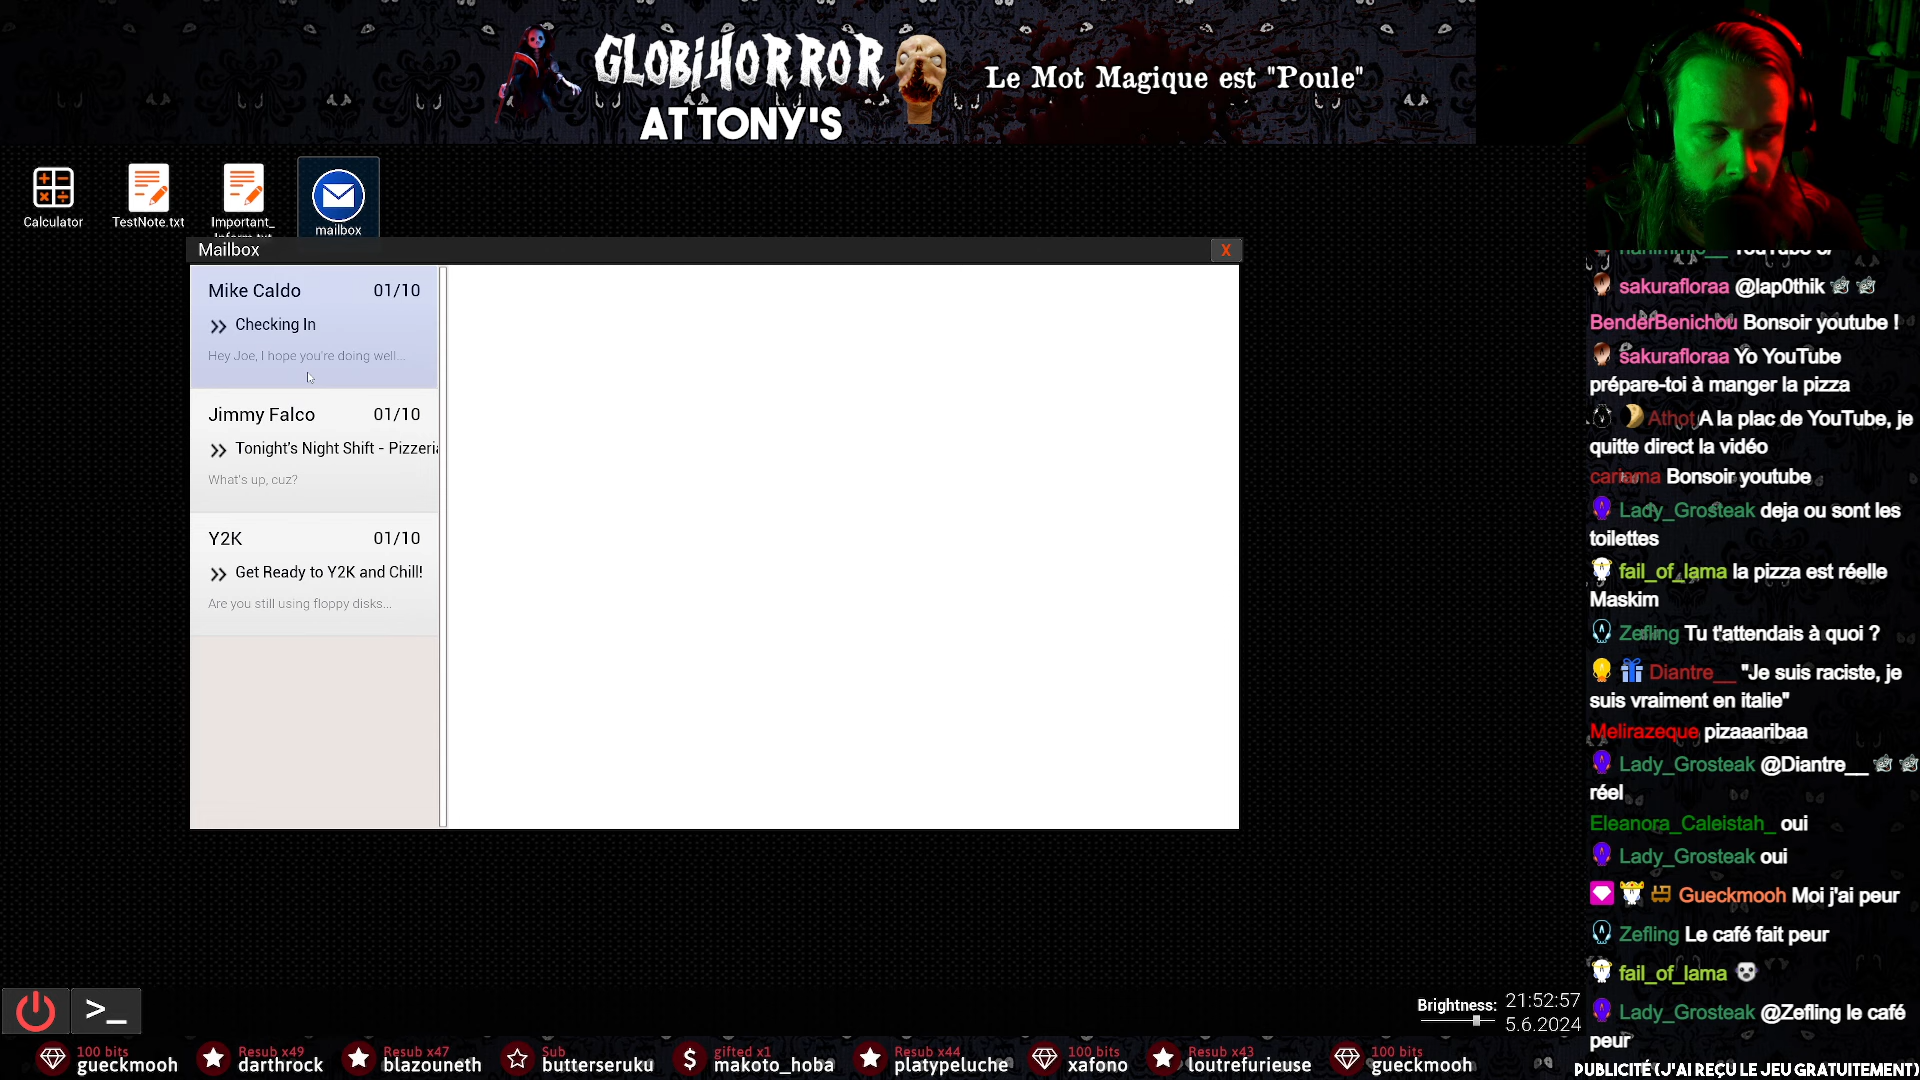 GLOBIHORROR
AT TONY'S
Le Mot Magique est "Poule"
Calculator
TestNote.txt
Important_
Inform.txt
mailbox
Mailbox
X
Mike Caldo 01/10
Checking In
Hey Joe, I hope you're doing well...
Jimmy Falco 01/10
Tonight's Night Shift - Pizzeria
What's up, cuz?
Y2K 01/10
Get Ready to Y2K and Chill!
Are you still using floppy disks...
sakurafloraa @lap0thik
BenderBenichou Bonsoir youtube !
sakurafloraa Yo YouTube
prépare-toi à manger la pizza
Athot A la plac de YouTube, je
quitte direct la vidéo
cariama Bonsoir youtube
Lady_Grosteak deja ou sont les
toilettes
fail_of_lama la pizza est réelle
Maskim
Zefling Tu t'attendais à quoi ?
Diantre__ "Je suis raciste, je
suis vraiment en italie"
Melirazeque pizaaaribaa
Lady_Grosteak @Diantre__
réel
Eleanora_Caleistah_ oui
Lady_Grosteak oui
Gueckmooh Moi j'ai peur
Zefling Le café fait peur
fail_of_lama
Lady_Grosteak @Zefling le café
peur
>_
Brightness:
21:52:57
5.6.2024
100 bits
gueckmooh
Resub x49
darthrock
Resub x47
blazouneth
Sub
butterseruku
gifted x1
makoto_hoba
Resub x44
platypeluche
100 bits
xafono
Resub x43
loutrefurieuse
100 bits
gueckmooh
PUBLICITÉ (J'AI REÇU LE JEU GRATUITEMENT)